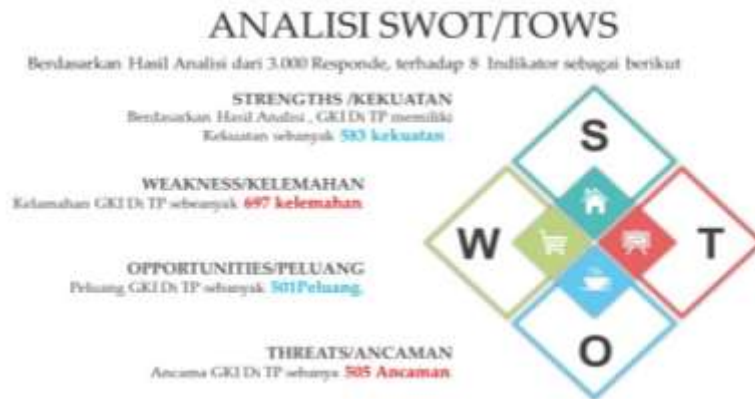 ANALISI SWOT/TOWS
Berdasarkan Hasil Analisi dari 3.000 Responde, terhadap 8 Indikator sebagai berikut
STRENGTHS /KEKUATAN
Berdasarkan Hasil Analisi , GKI Di TP memiliki
Kekuatan sebanyak 583 kekuatan
WEAKNESS/KELEMAHAN
Kelamahan GKI Di TP sebeanyak 697 kelemahan
OPPORTUNITIES/PELUANG
Peluang GKI Di TP sebanyak 501Peluang.
THREATS/ANCAMAN
Ancama GKI Di TP sebanya 505 Ancaman
S
W
T
O